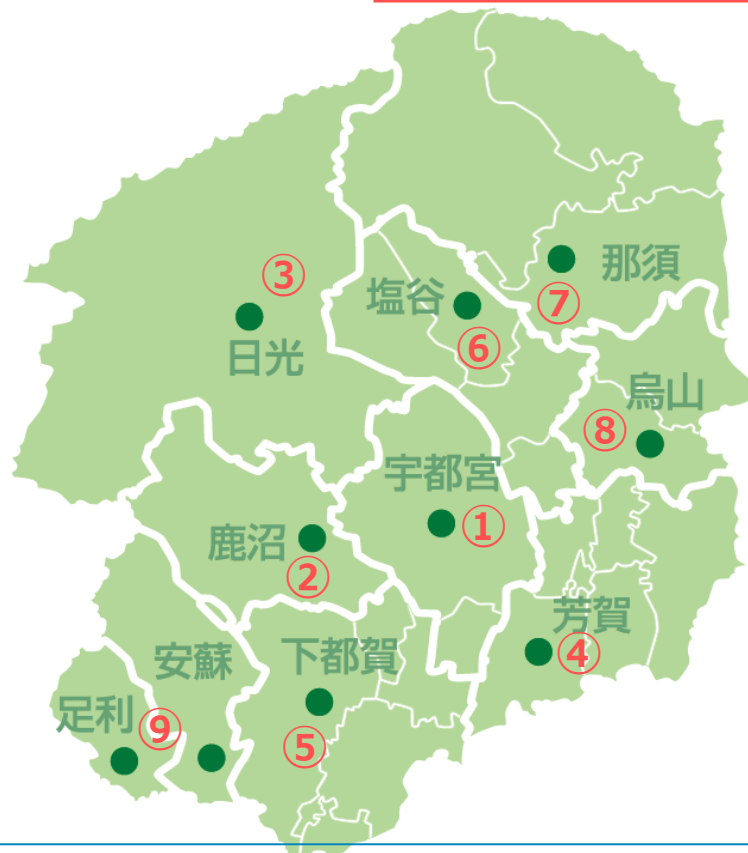 ③
日光
那須
⑦
塩谷
⑥
烏山
⑧
宇都宮
①
鹿沼
②
芳賀
④
安蘇
下都賀
⑤
足利
⑨